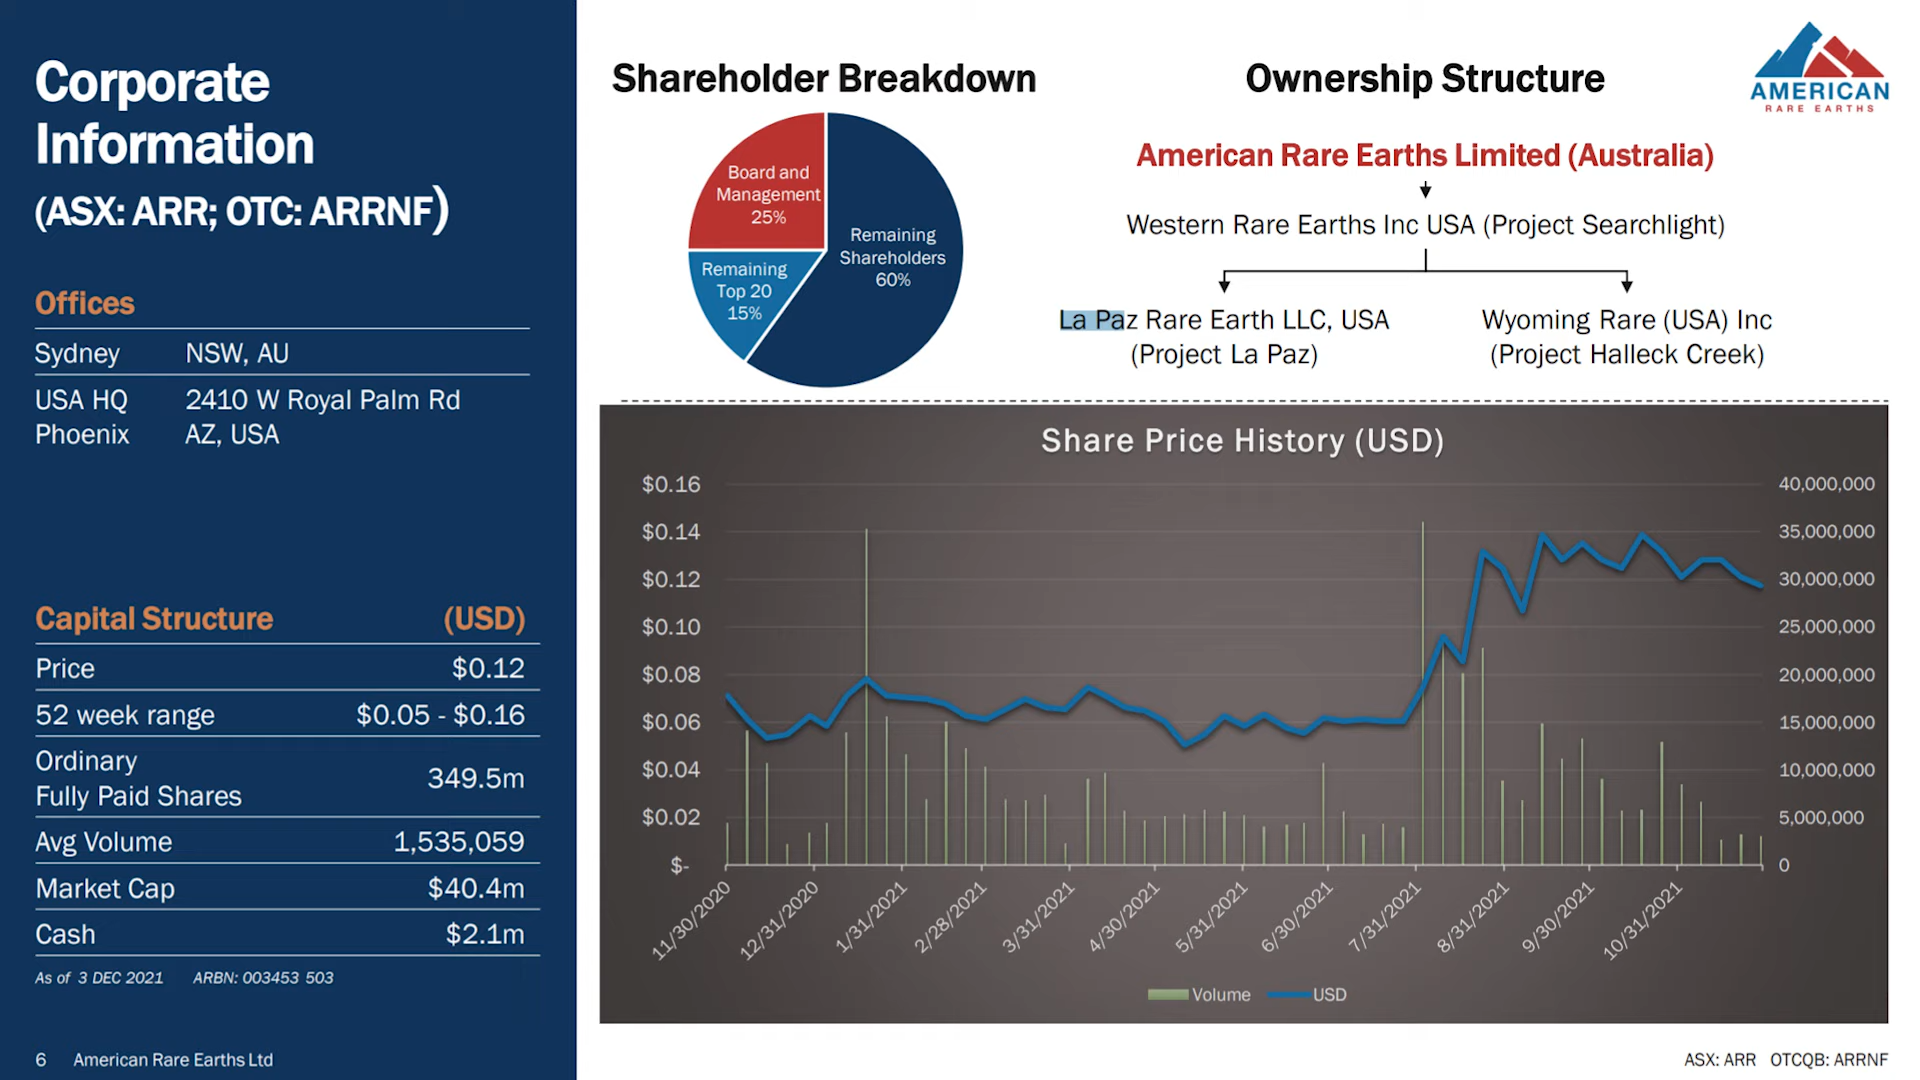 Corporate
Information
(ASX: ARR; OTC: ARRNF)
Offices
Sydney NSW, AU
USA HQ 2410 W Royal Palm Rd
Phoenix AZ, USA
Capital Structure (USD)
Price $0.12
52 week range $0.05 - $0.16
Ordinary
Fully Paid Shares 349.5m
Avg Volume 1,535,059
Market Cap $40.4m
Cash $2.1m
As of 3 DEC 2021 ARBN: 003453 503
6 American Rare Earths Ltd
Shareholder Breakdown
Board and
Management
25%
Remaining
Top 20
15%
Remaining
Shareholders
60%
Ownership Structure
AMERICAN
RARE EARTHS
American Rare Earths Limited (Australia)
Western Rare Earths Inc USA (Project Searchlight)
La Paz Rare Earth LLC, USA
(Project La Paz)
Wyoming Rare (USA) Inc
(Project Halleck Creek)
Share Price History (USD)
$0.16
$0.14
$0.12
$0.10
$0.08
$0.06
$0.04
$0.02
$-
40,000,000
35,000,000
30,000,000
25,000,000
20,000,000
15,000,000
10,000,000
5,000,000
0
11/30/2020
12/31/2020
1/31/2021
2/28/2021
3/31/2021
4/30/2021
5/31/2021
6/30/2021
7/31/2021
8/31/2021
9/30/2021
10/31/2021
Volume USD
ASX: ARR OTCQB: ARRNF